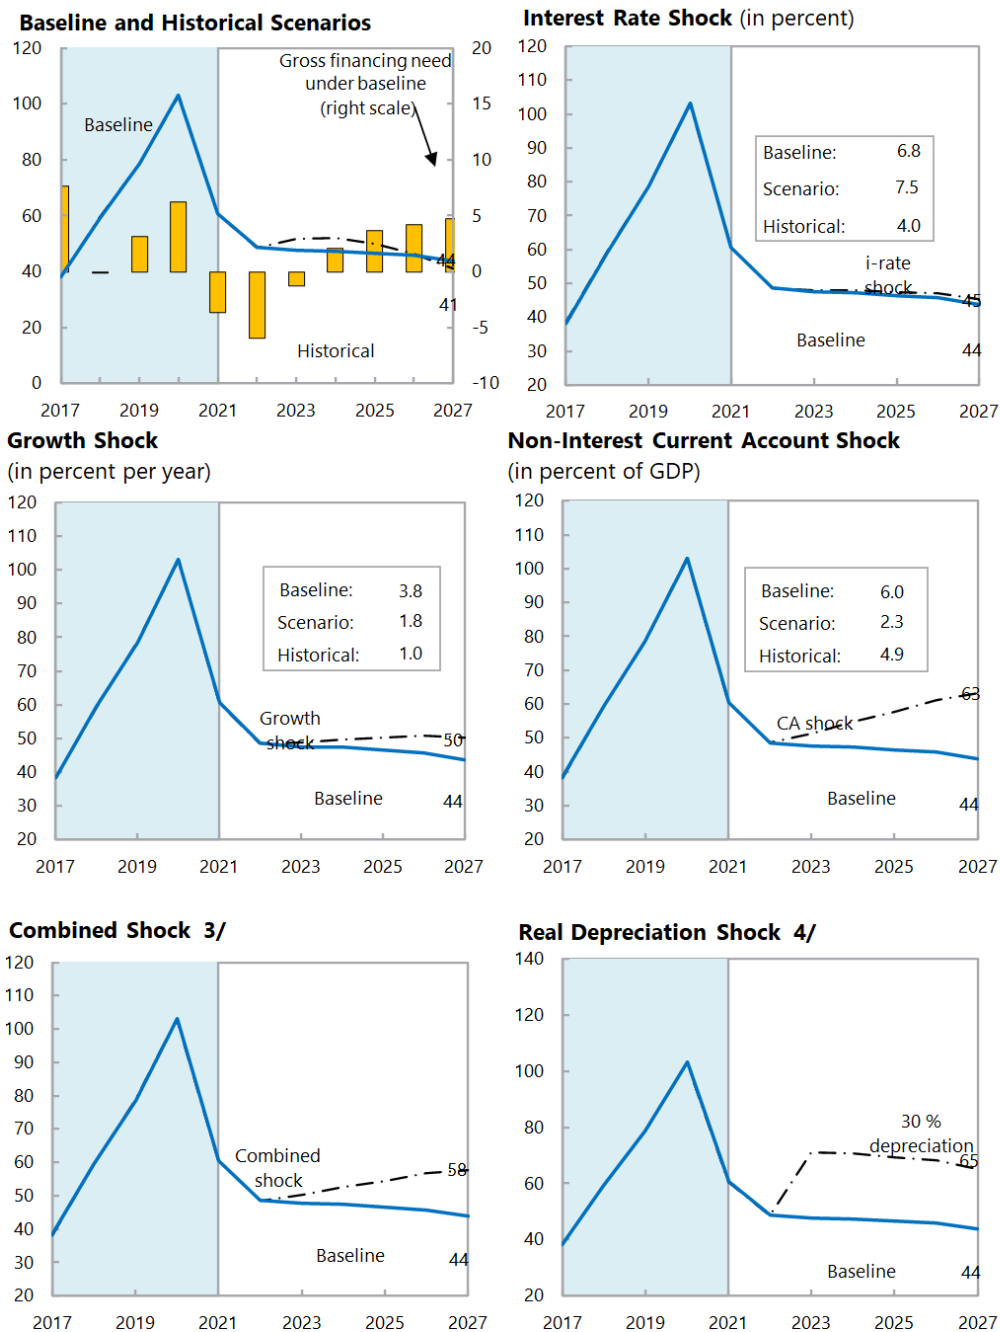 Baseline and Historical Scenarios
120
100
80
60
40
20
0
20
15
10
5
0
-5
-10
Gross financing need
under baseline
(right scale)
Baseline
44
41
Historical
2017 2019 2021 2023 2025 2027
Interest Rate Shock (in percent)
120
110
100
90
80
70
60
50
40
30
20
Baseline: 6.8
Scenario: 7.5
Historical: 4.0
i-rate
shock
45
Baseline
44
2017 2019 2021 2023 2025 2027
Growth Shock
(in percent per year)
120
110
100
90
80
70
60
50
40
30
20
Baseline: 3.8
Scenario: 1.8
Historical: 1.0
Growth
shock
50
Baseline
44
2017 2019 2021 2023 2025 2027
Non-Interest Current Account Shock
(in percent of GDP)
120
110
100
90
80
70
60
50
40
30
20
Baseline: 6.0
Scenario: 2.3
Historical: 4.9
63
CA shock
Baseline
44
2017 2019 2021 2023 2025 2027
Combined Shock 3/
120
110
100
90
80
70
60
50
40
30
20
Combined
shock
58
Baseline
44
2017 2019 2021 2023 2025 2027
Real Depreciation Shock 4/
140
120
100
80
60
40
20
30 %
depreciation
65
Baseline
44
2017 2019 2021 2023 2025 2027